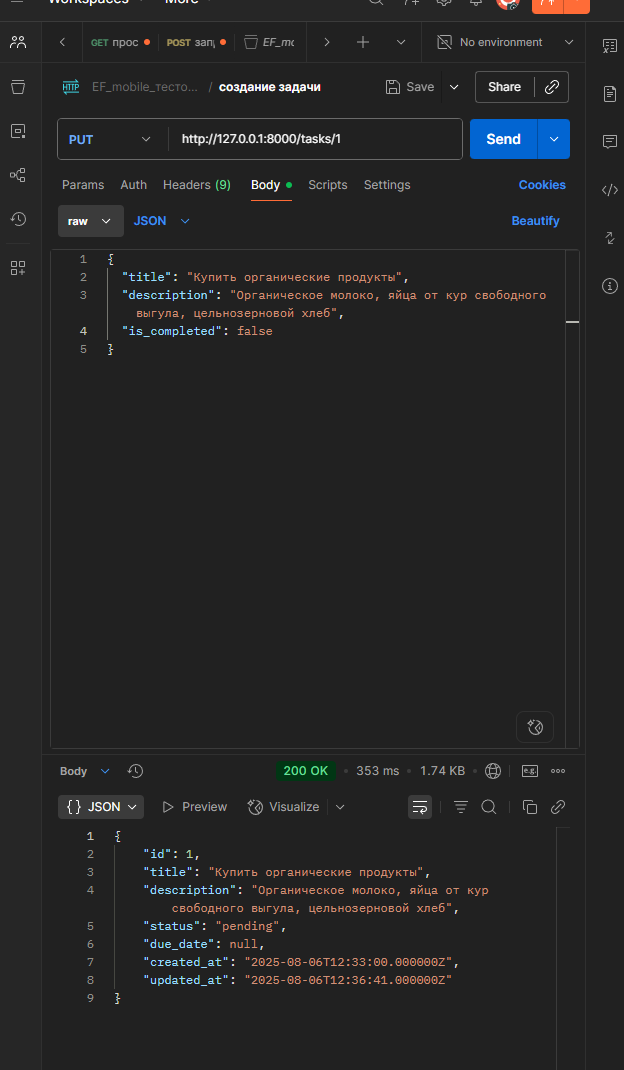 Workspaces More
GET прос
POST зап
EF_mc
No environment
EF_mobile_тесто... / создание задачи
Save
Share
PUT
http://127.0.0.1:8000/tasks/1
Send
Params Auth Headers (9) Body Scripts Settings
Cookies
raw JSON
Beautify
1 {
2 "title": "Купить органические продукты",
3 "description": "Органическое молоко, яйца от кур свободного
выгула, цельнозерновой хлеб",
4 "is_completed": false
5 }
Body
200 OK • 353 ms • 1.74 KB
e.g.
{} JSON Preview Visualize
1 {
2 "id": 1,
3 "title": "Купить органические продукты",
4 "description": "Органическое молоко, яйца от кур
свободного выгула, цельнозерновой хлеб",
5 "status": "pending",
6 "due_date": null,
7 "created_at": "2025-08-06T12:33:00.000000Z",
8 "updated_at": "2025-08-06T12:36:41.000000Z"
9 }